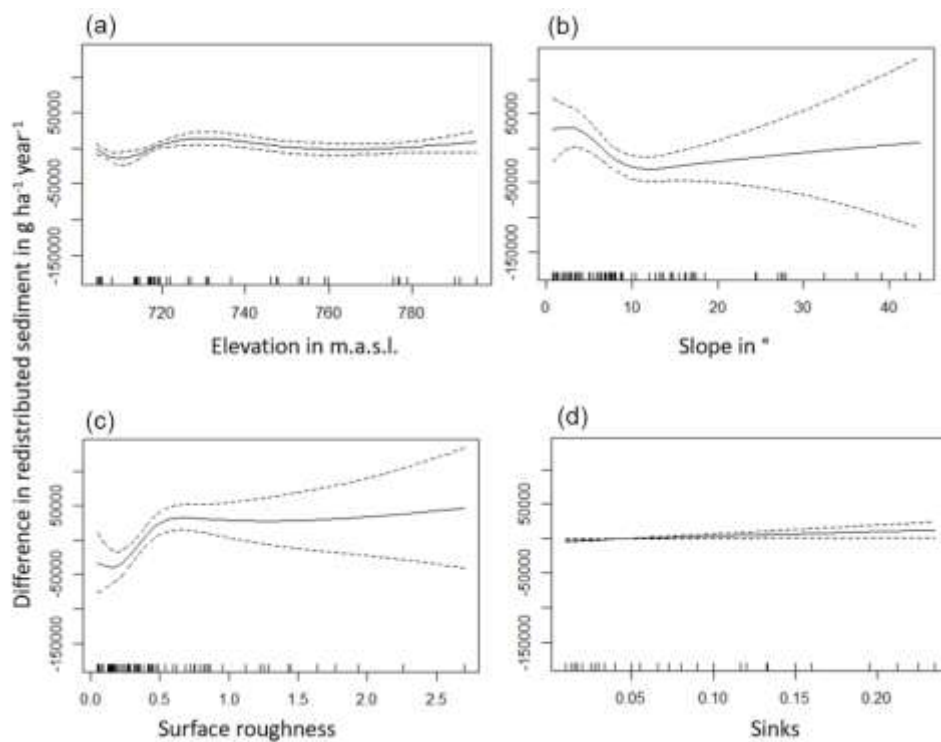 Difference in redistributed sediment in g ha⁻¹ year⁻¹
(a)
50000
-50000
-150000
720 740 760 780
Elevation in m.a.s.l.
(b)
50000
-50000
-150000
0 10 20 30 40
Slope in °
(c)
50000
-50000
-150000
0.0 0.5 1.0 1.5 2.0 2.5
Surface roughness
(d)
50000
-50000
-150000
0.05 0.10 0.15 0.20
Sinks